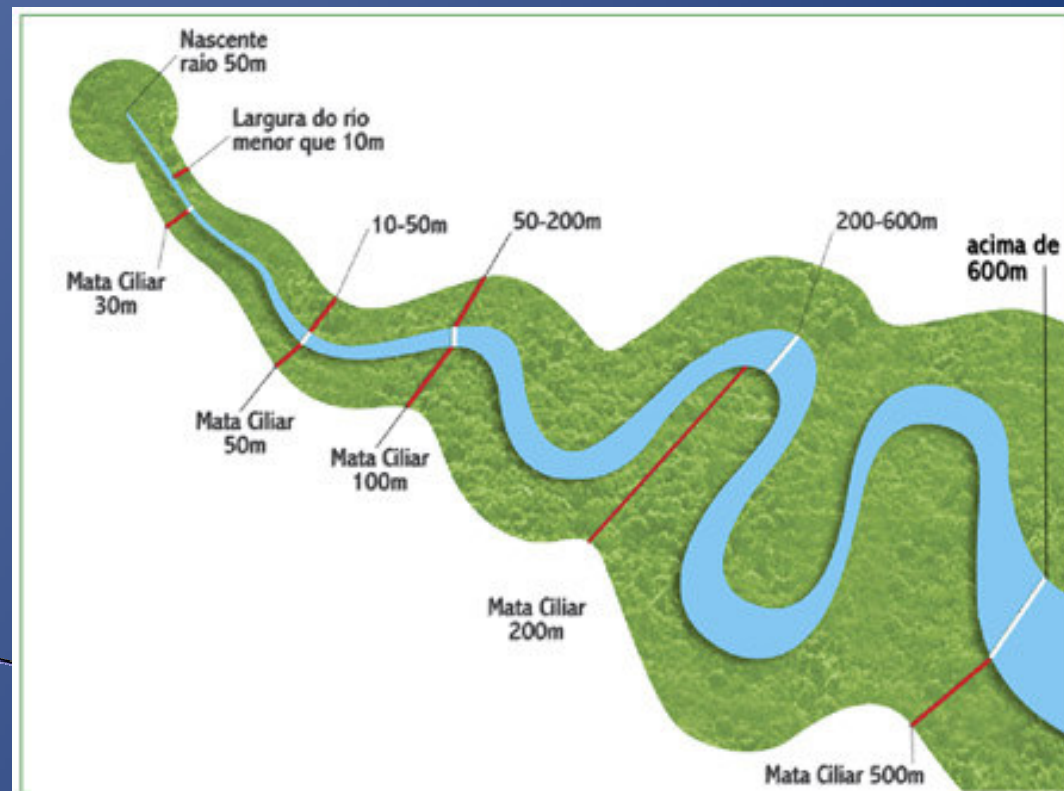 Nascente
raio 50m
Largura do rio
menor que 10m
10-50m
50-200m
200-600m
acima de
600m
Mata Ciliar
30m
Mata Ciliar
50m
Mata Ciliar
100m
Mata Ciliar
200m
Mata Ciliar 500m